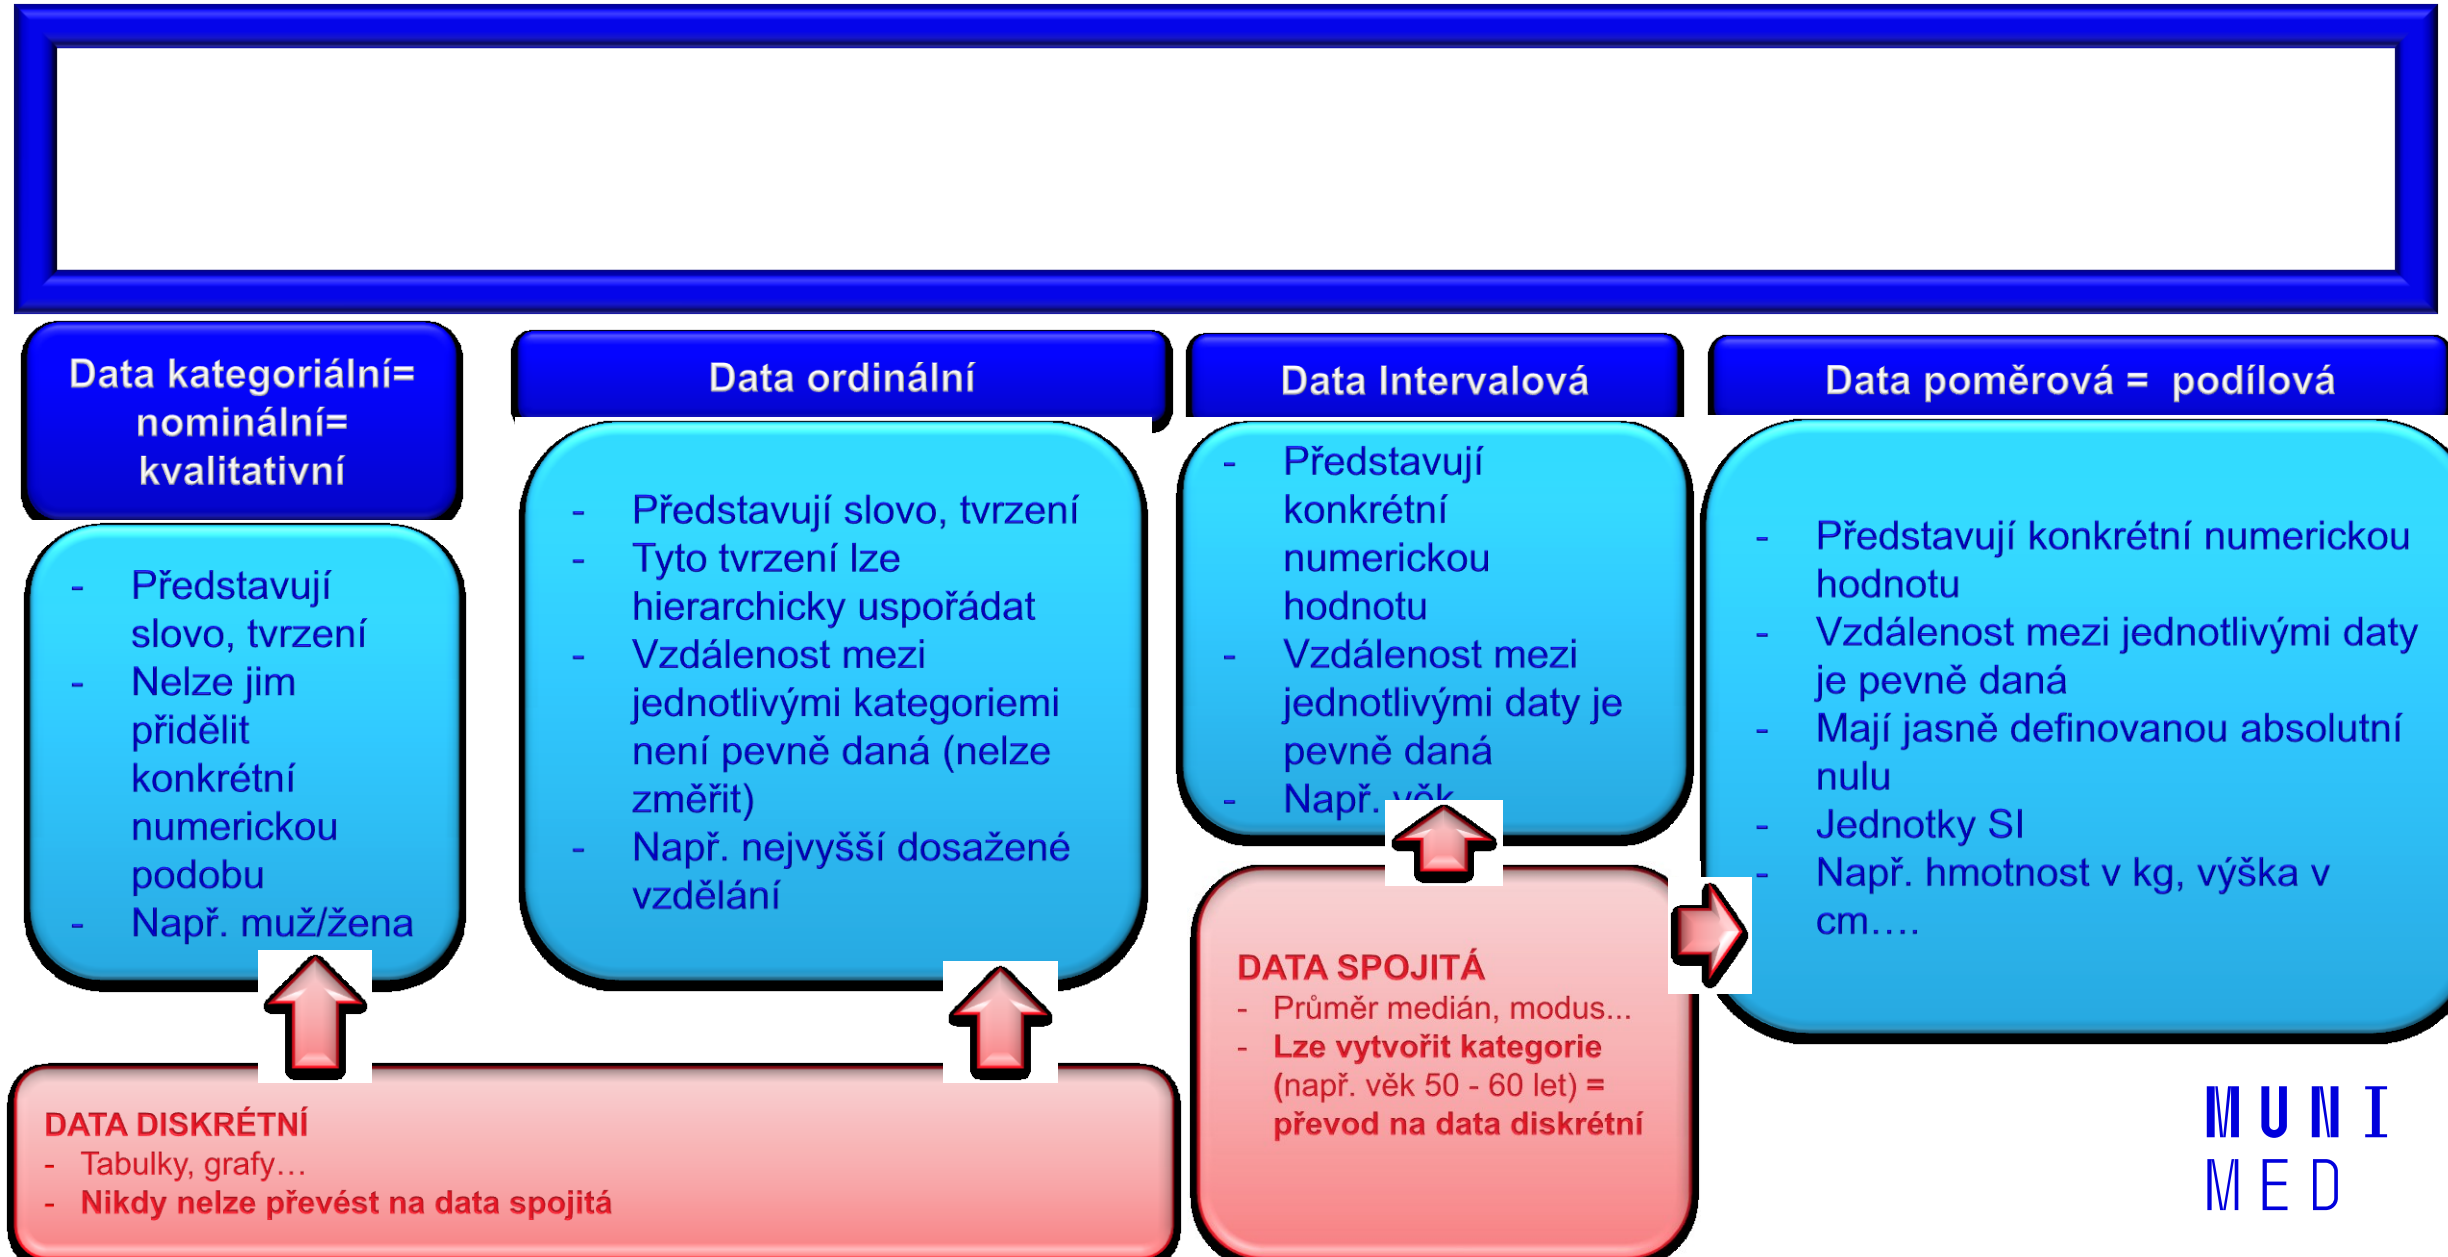 Data kategoriální=
nominální=
kvalitativní
- Představují
slovo, tvrzení
- Nelze jim
přidělit
konkrétní
numerickou
podobu
- Např. muž/žena
Data ordinální
- Představují slovo, tvrzení
- Tyto tvrzení lze
hierarchicky uspořádat
- Vzdálenost mezi
jednotlivými kategoriemi
není pevně daná (nelze
změřit)
- Např. nejvyšší dosažené
vzdělání
Data Intervalová
- Představují
konkrétní
numerickou
hodnotu
- Vzdálenost mezi
jednotlivými daty je
pevně daná
- Např. věk
Data poměrová = podílová
- Představují konkrétní numerickou
hodnotu
- Vzdálenost mezi jednotlivými daty
je pevně daná
- Mají jasně definovanou absolutní
nulu
- Jednotky SI
- Např. hmotnost v kg, výška v
cm....
DATA DISKRÉTNÍ
- Tabulky, grafy…
- Nikdy nelze převést na data spojitá
DATA SPOJITÁ
- Průměr medián, modus...
- Lze vytvořit kategorie
(např. věk 50 - 60 let) =
převod na data diskrétní
MUNI
MED